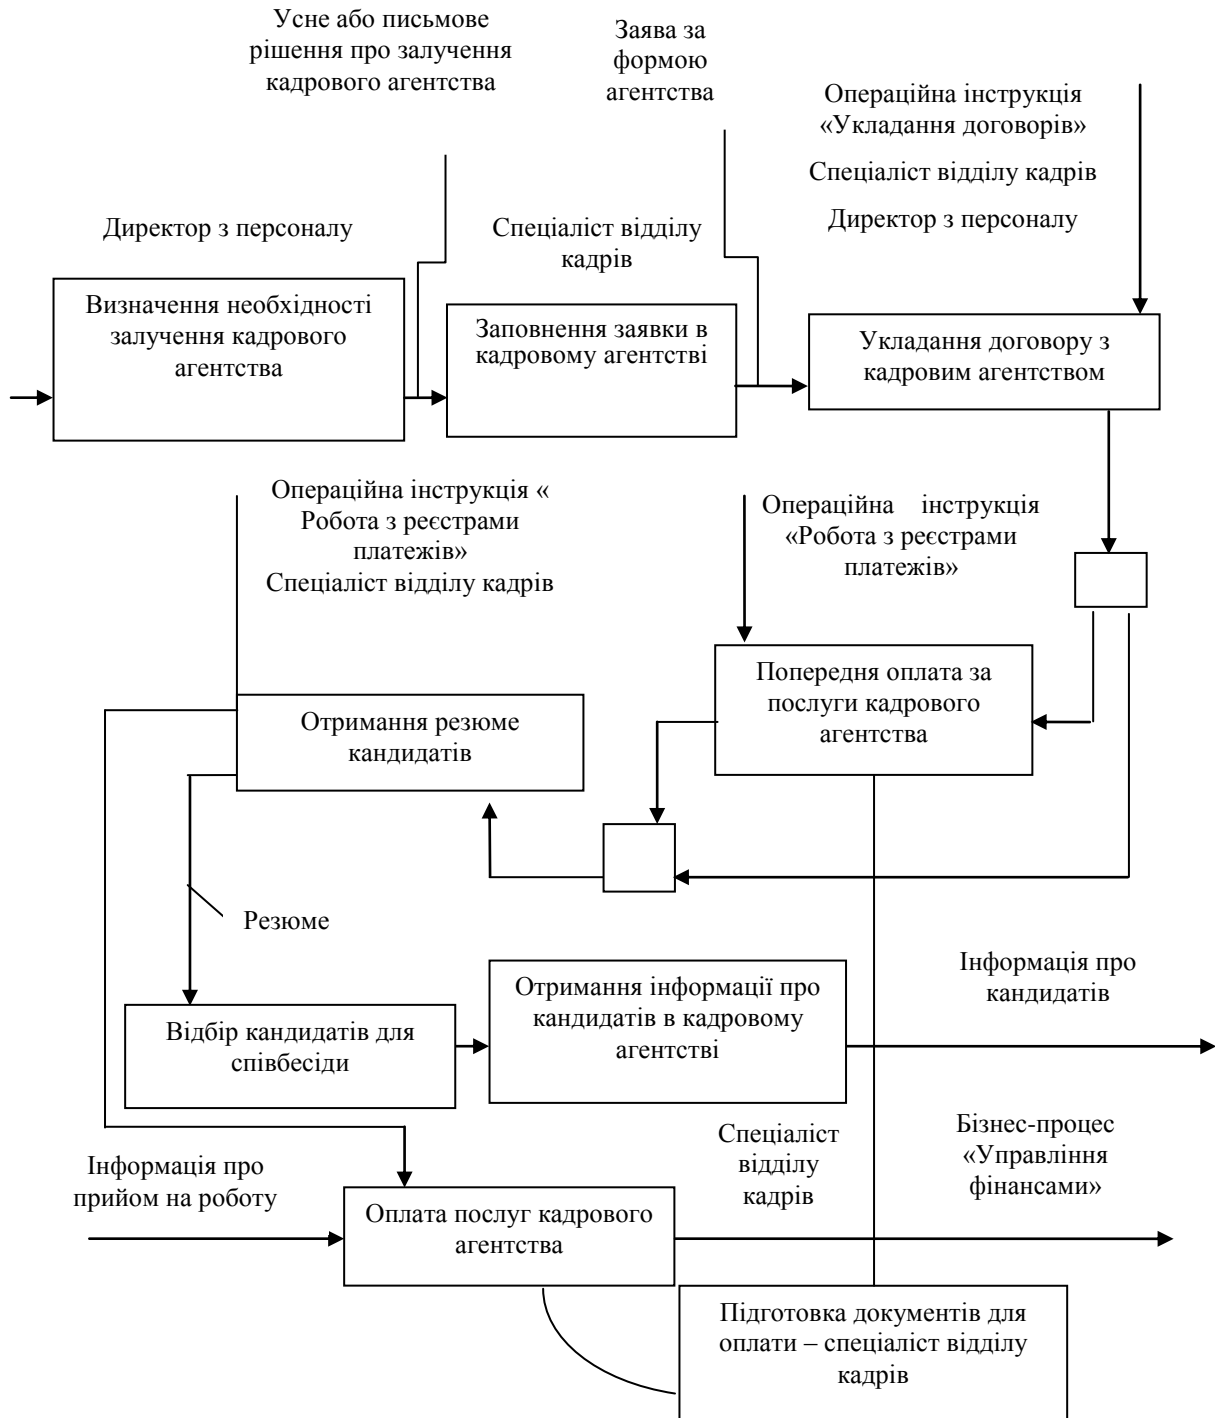 Усне або письмове
рішення про залучення
кадрового агентства
Заява за
формою
агентства
Операційна інструкція
«Укладання договорів»
Спеціаліст відділу кадрів
Директор з персоналу
Директор з персоналу
Спеціаліст відділу
кадрів
Визначення необхідності
залучення кадрового
агентства
Заповнення заявки в
кадровому агентстві
Укладання договору з
кадровим агентством
Операційна інструкція «
Робота з реєстрами
платежів»
Спеціаліст відділу кадрів
Операційна інструкція
«Робота з реєстрами
платежів»
Попередня оплата за
послуги кадрового
агентства
Отримання резюме
кандидатів
Резюме
Відбір кандидатів для
співбесіди
Отримання інформації про
кандидатів в кадровому
агентстві
Інформація про
кандидатів
Інформація про
прийом на роботу
Оплата послуг кадрового
агентства
Спеціаліст
відділу
кадрів
Бізнес-процес
«Управління
фінансами»
Підготовка документів для
оплати – спеціаліст відділу
кадрів